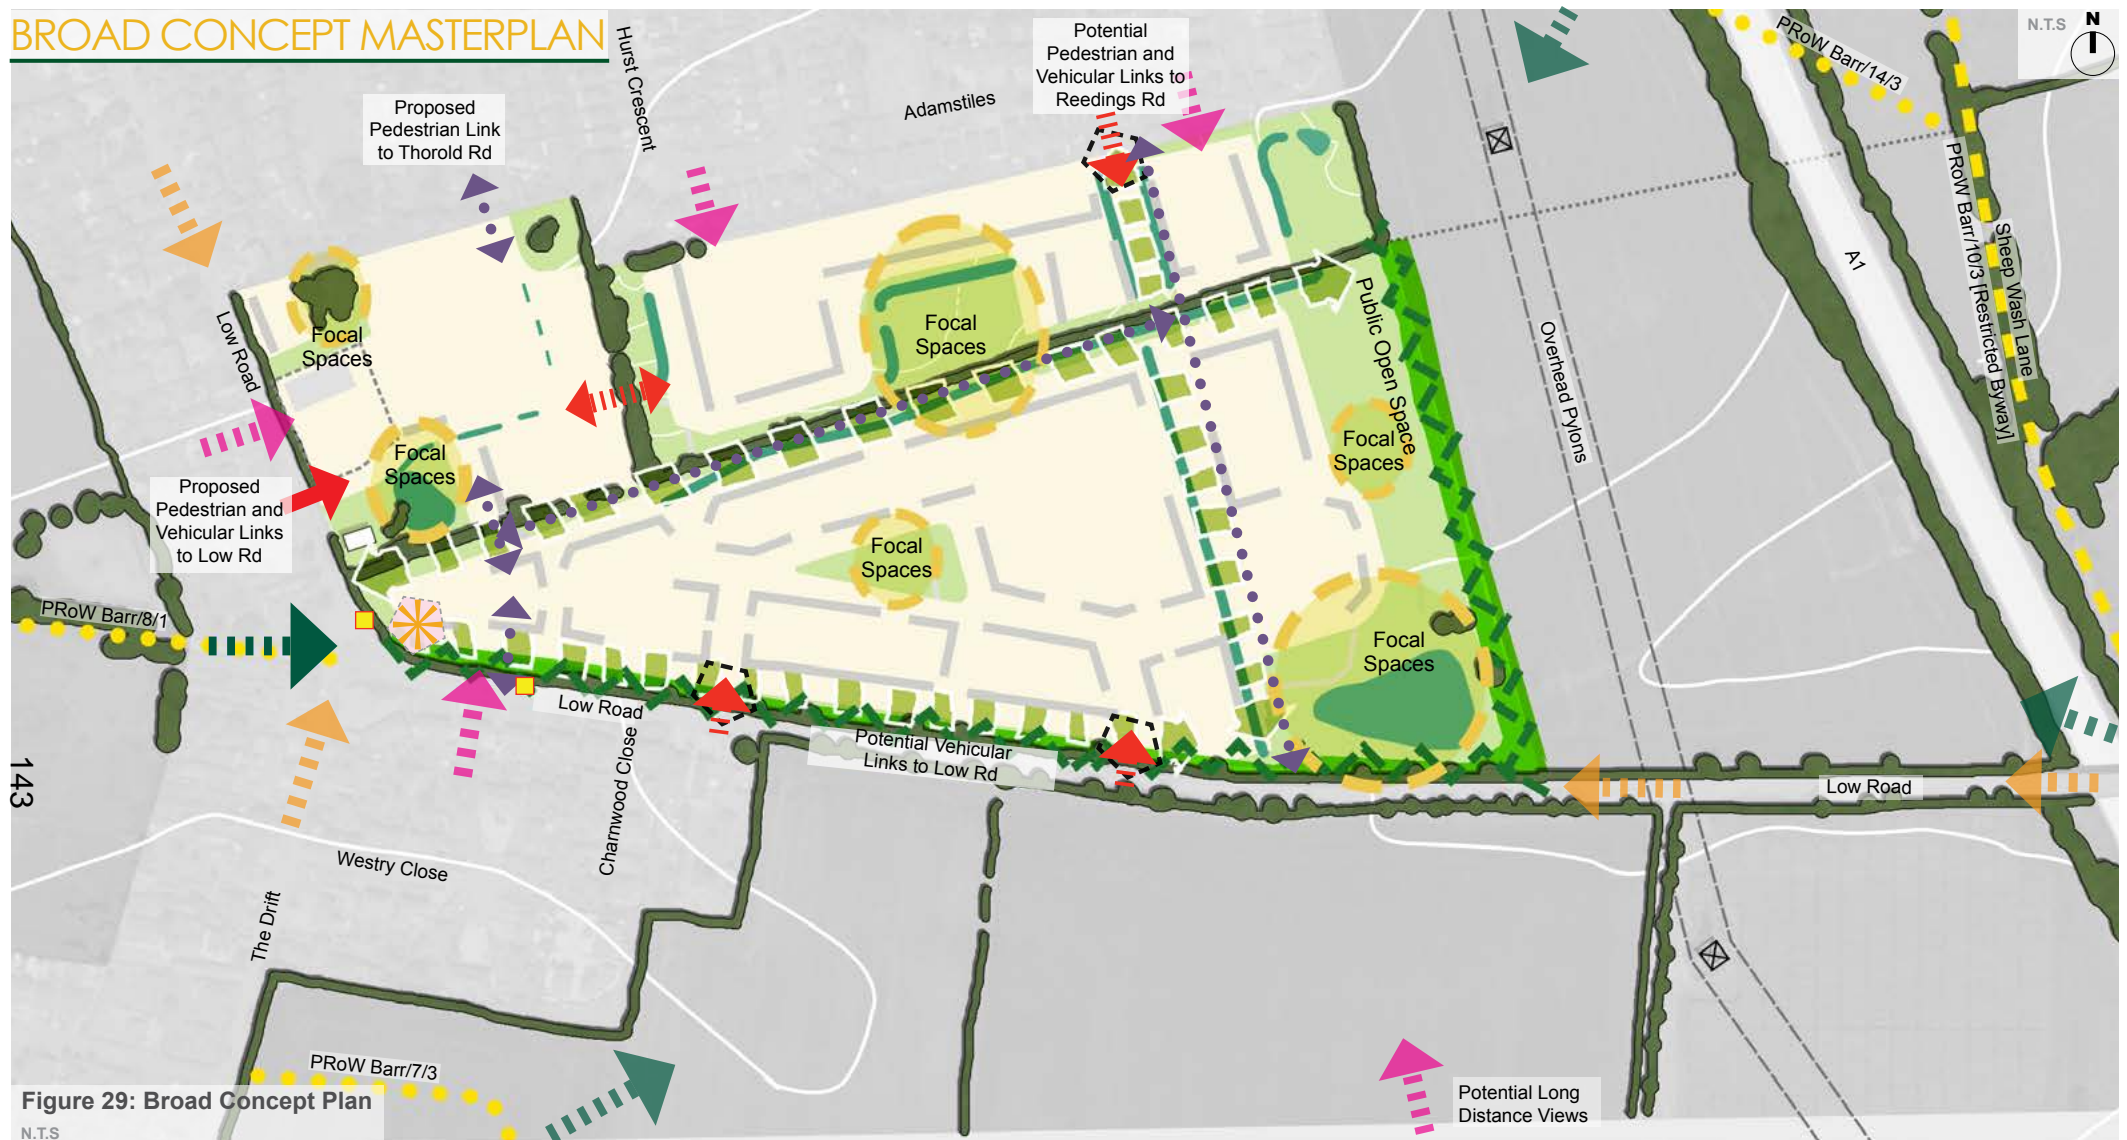 BROAD CONCEPT MASTERPLAN
N.T.S
N
Hurst Crescent
Adamstiles
Potential
Pedestrian and
Vehicular Links to
Reedings Rd
PRoW Barr/14/3
Proposed
Pedestrian Link
to Thorold Rd
PRoW Barr/10/3 [Restricted Byway]
Sheep Wash Lane
A1
Low Road
Focal
Spaces
Focal
Spaces
Public Open Space
Overhead Pylons
Focal
Spaces
Focal
Spaces
Proposed
Pedestrian and
Vehicular Links
to Low Rd
Focal
Spaces
PRoW Barr/8/1
Focal
Spaces
Low Road
Potential Vehicular
Links to Low Rd
Low Road
143
Charnwood Close
Westry Close
The Drift
PRoW Barr/7/3
Potential Long
Distance Views
Figure 29: Broad Concept Plan
N.T.S